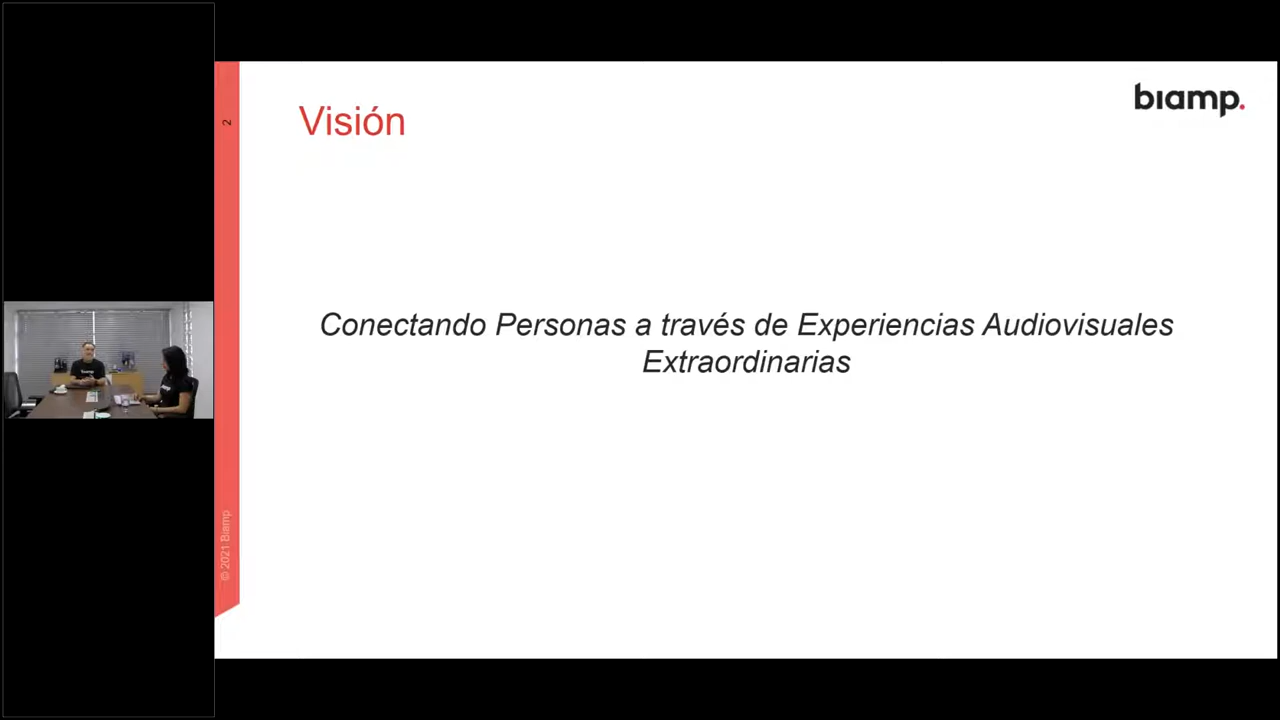 biamp.
2
Visión
Conectando Personas a través de Experiencias Audiovisuales
Extraordinarias
© 2021 Biamp